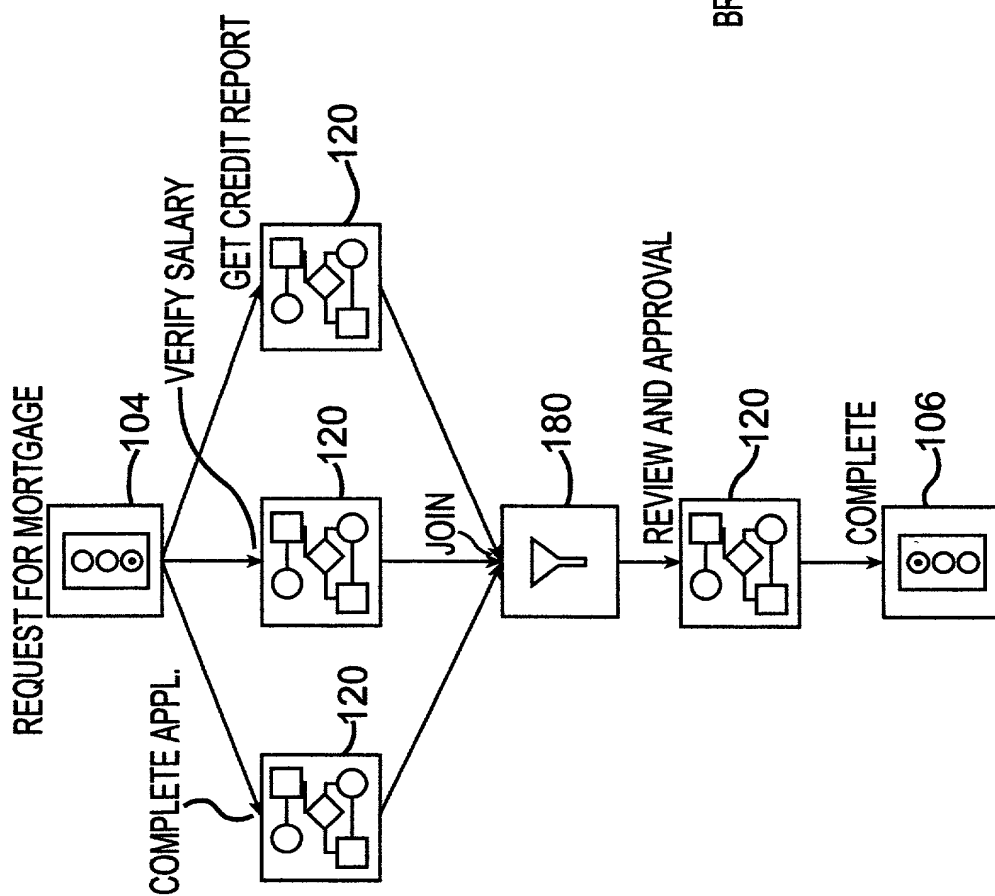 REQUEST FOR MORTGAGE
104
COMPLETE APPL.
VERIFY SALARY
GET CREDIT REPORT
120
120
120
JOIN
180
REVIEW AND APPROVAL
120
COMPLETE
106